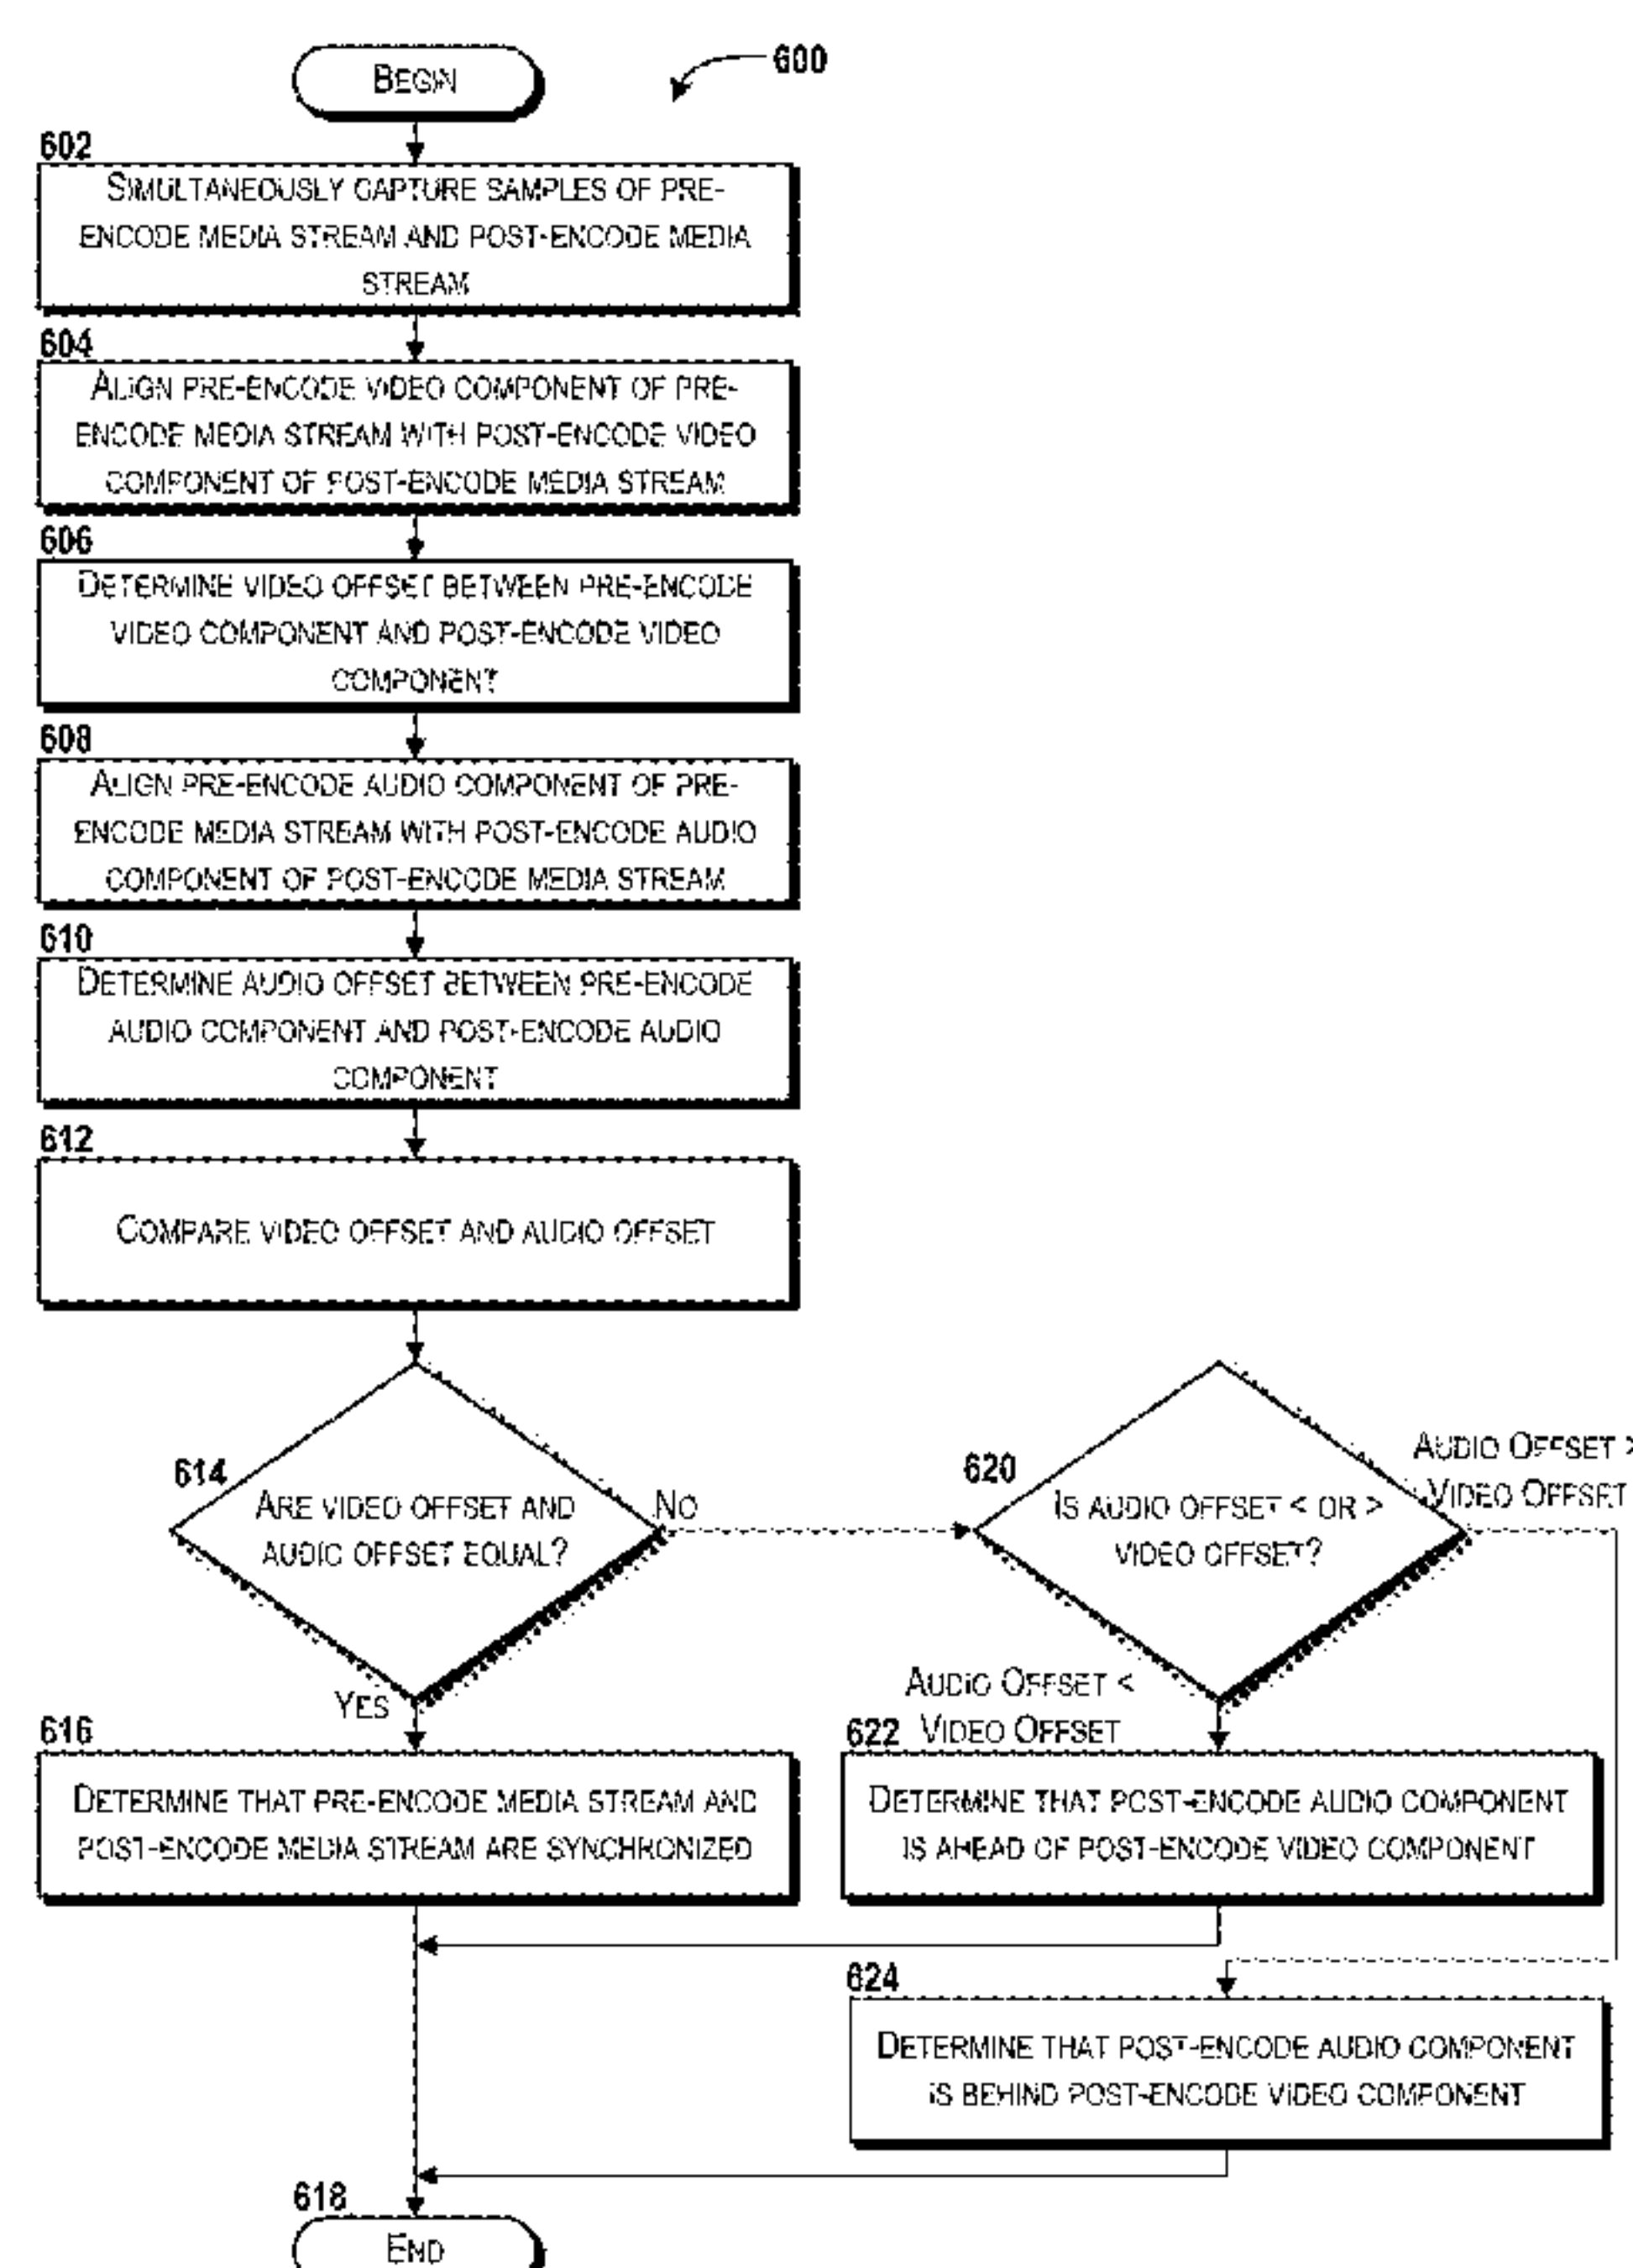 BEGIN
600
602
SIMULTANEOUSLY CAPTURE SAMPLES OF PRE-
ENCODE MEDIA STREAM AND POST-ENCODE MEDIA
STREAM
604
ALIGN PRE-ENCODE VIDEO COMPONENT OF PRE-
ENCODE MEDIA STREAM WITH POST-ENCODE VIDEO
COMPONENT OF POST-ENCODE MEDIA STREAM
606
DETERMINE VIDEO OFFSET BETWEEN PRE-ENCODE
VIDEO COMPONENT AND POST-ENCODE VIDEO
COMPONENT
608
ALIGN PRE-ENCODE AUDIO COMPONENT OF PRE-
ENCODE MEDIA STREAM WITH POST-ENCODE AUDIO
COMPONENT OF POST-ENCODE MEDIA STREAM
610
DETERMINE AUDIO OFFSET BETWEEN PRE-ENCODE
AUDIO COMPONENT AND POST-ENCODE AUDIO
COMPONENT
612
COMPARE VIDEO OFFSET AND AUDIO OFFSET
614
ARE VIDEO OFFSET AND
AUDIO OFFSET EQUAL?
NO
YES
620
IS AUDIO OFFSET < OR >
VIDEO OFFSET?
AUDIO OFFSET >
VIDEO OFFSET
AUDIO OFFSET <
VIDEO OFFSET
616
DETERMINE THAT PRE-ENCODE MEDIA STREAM AND
POST-ENCODE MEDIA STREAM ARE SYNCHRONIZED
622
DETERMINE THAT POST-ENCODE AUDIO COMPONENT
IS AHEAD OF POST-ENCODE VIDEO COMPONENT
624
DETERMINE THAT POST-ENCODE AUDIO COMPONENT
IS BEHIND POST-ENCODE VIDEO COMPONENT
618
END